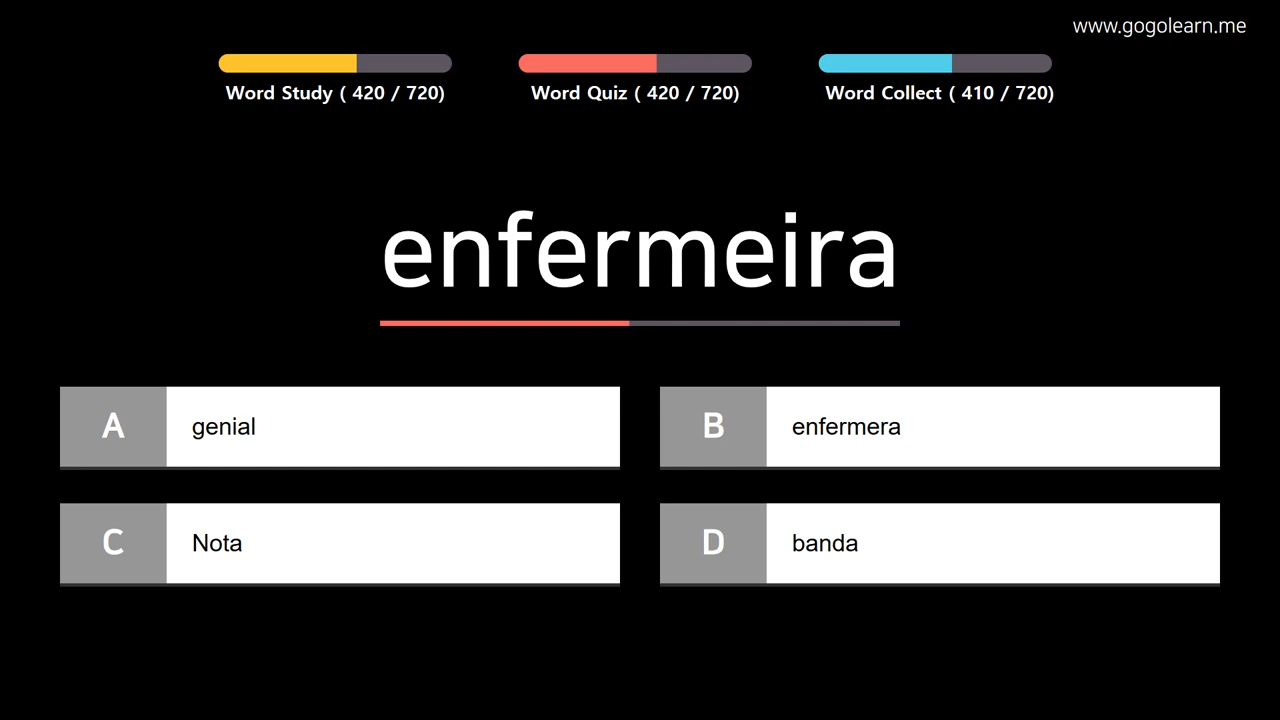 www.gogolearn.me
Word Study ( 420 / 720)
Word Quiz ( 420 / 720)
Word Collect ( 410 / 720)
enfermeira
A
genial
B
enfermera
C
Nota
D
banda